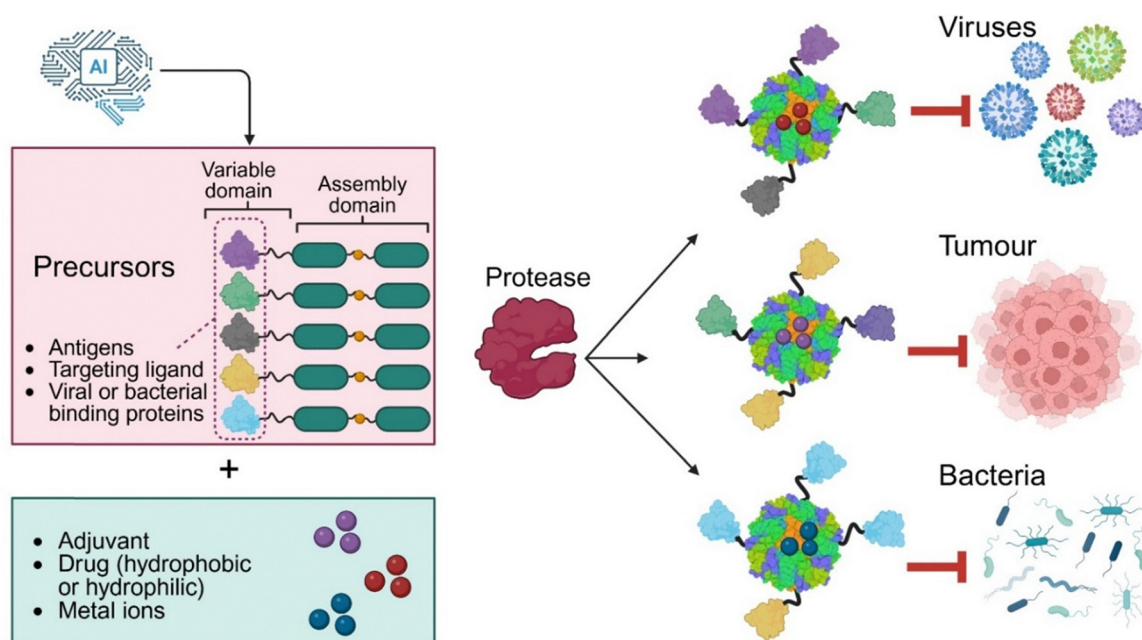 AI
Variable
domain
Assembly
domain
Precursors
• Antigens
• Targeting ligand
• Viral or bacterial
binding proteins
+
• Adjuvant
• Drug (hydrophobic
or hydrophilic)
• Metal ions
Protease
Viruses
Tumour
Bacteria